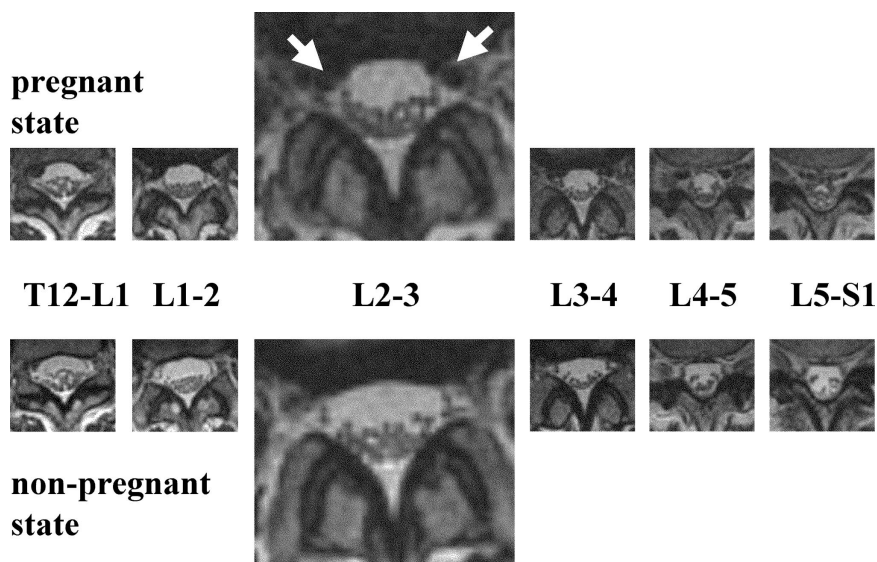 pregnant
state
T12-L1 L1-2 L2-3 L3-4 L4-5 L5-S1
non-pregnant
state